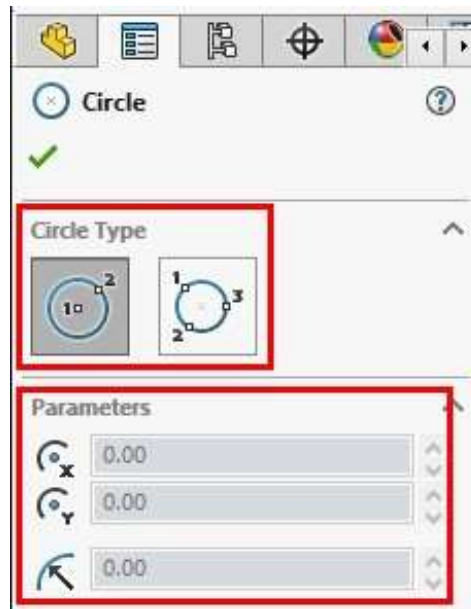 Circle
Circle Type
1 2
1 2 3
Parameters
X 0.00
Y 0.00
0.00